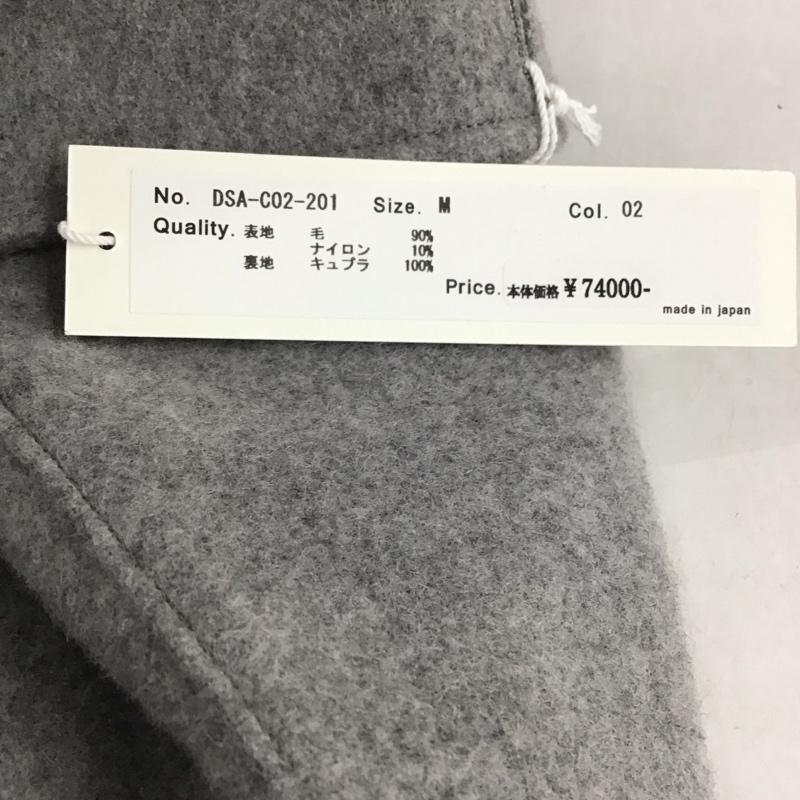 No. DSA-C02-201 Size. M Col. 02
Quality. 表地 毛 90%
ナイロン 10%
裏地 キュプラ 100%
Price. 本体価格 ¥74000-
made in japan